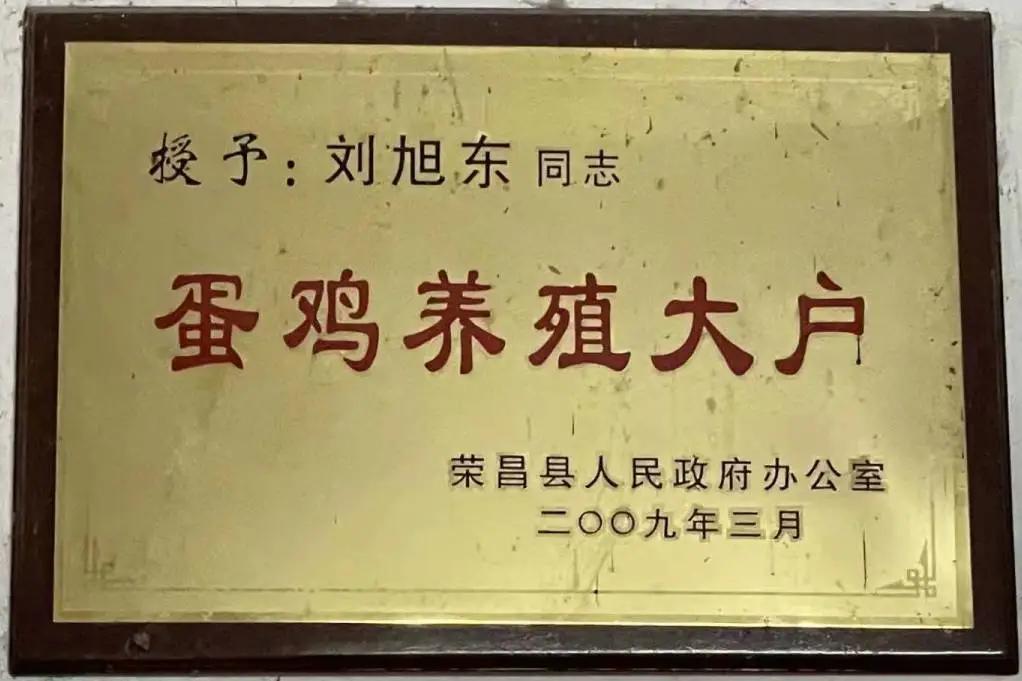 授予：刘旭东 同志
蛋鸡养殖大户
荣昌县人民政府办公室
二〇〇九年三月